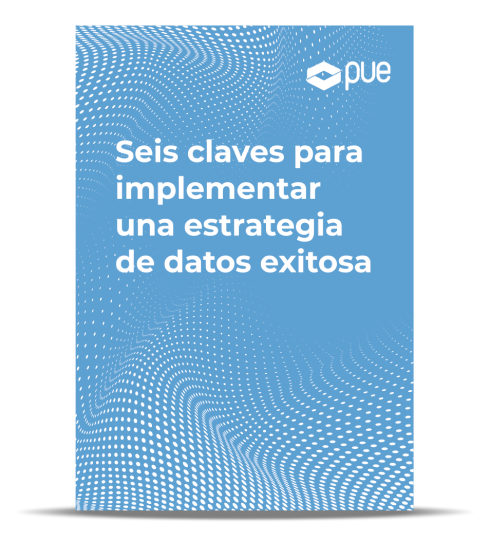 pue
Seis claves para
implementar
una estrategia
de datos exitosa